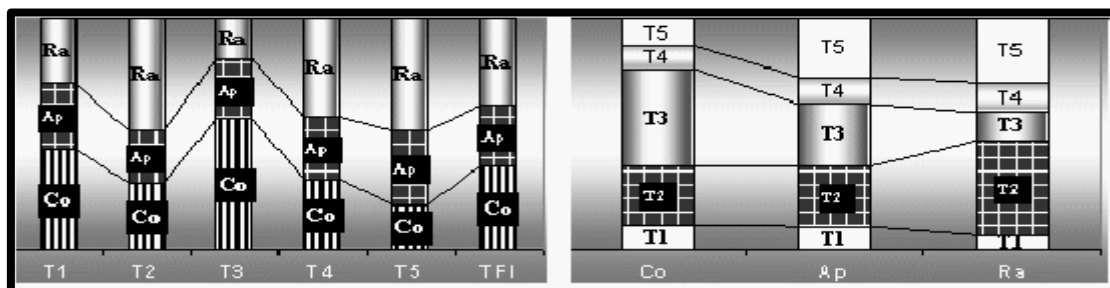 Ra Ra Ra Ra Ra Ra
Ap Ap Ap Ap Ap Ap
Co Co Co Co Co Co
T1 T2 T3 T4 T5 TFI
T5 T5 T5
T4 T4 T4
T3 T3 T3
T2 T2 T2
T1 T1 T1
Co Ap Ra